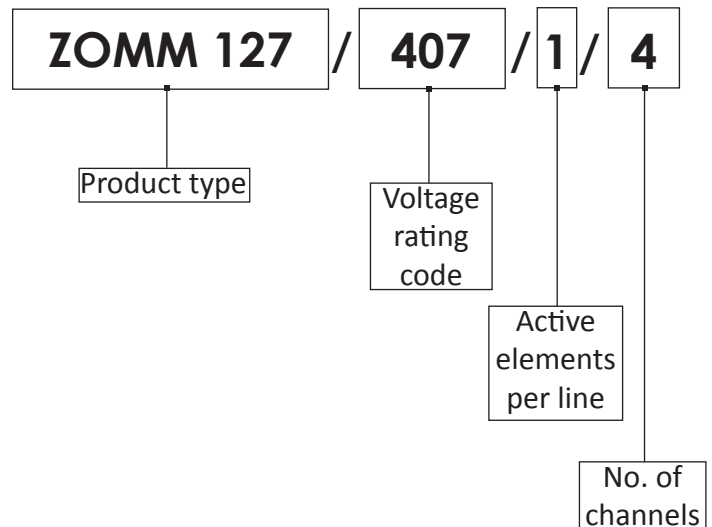 ZOMM 127 / 407 / 1 / 4
Product type
Voltage
rating
code
Active
elements
per line
No. of
channels